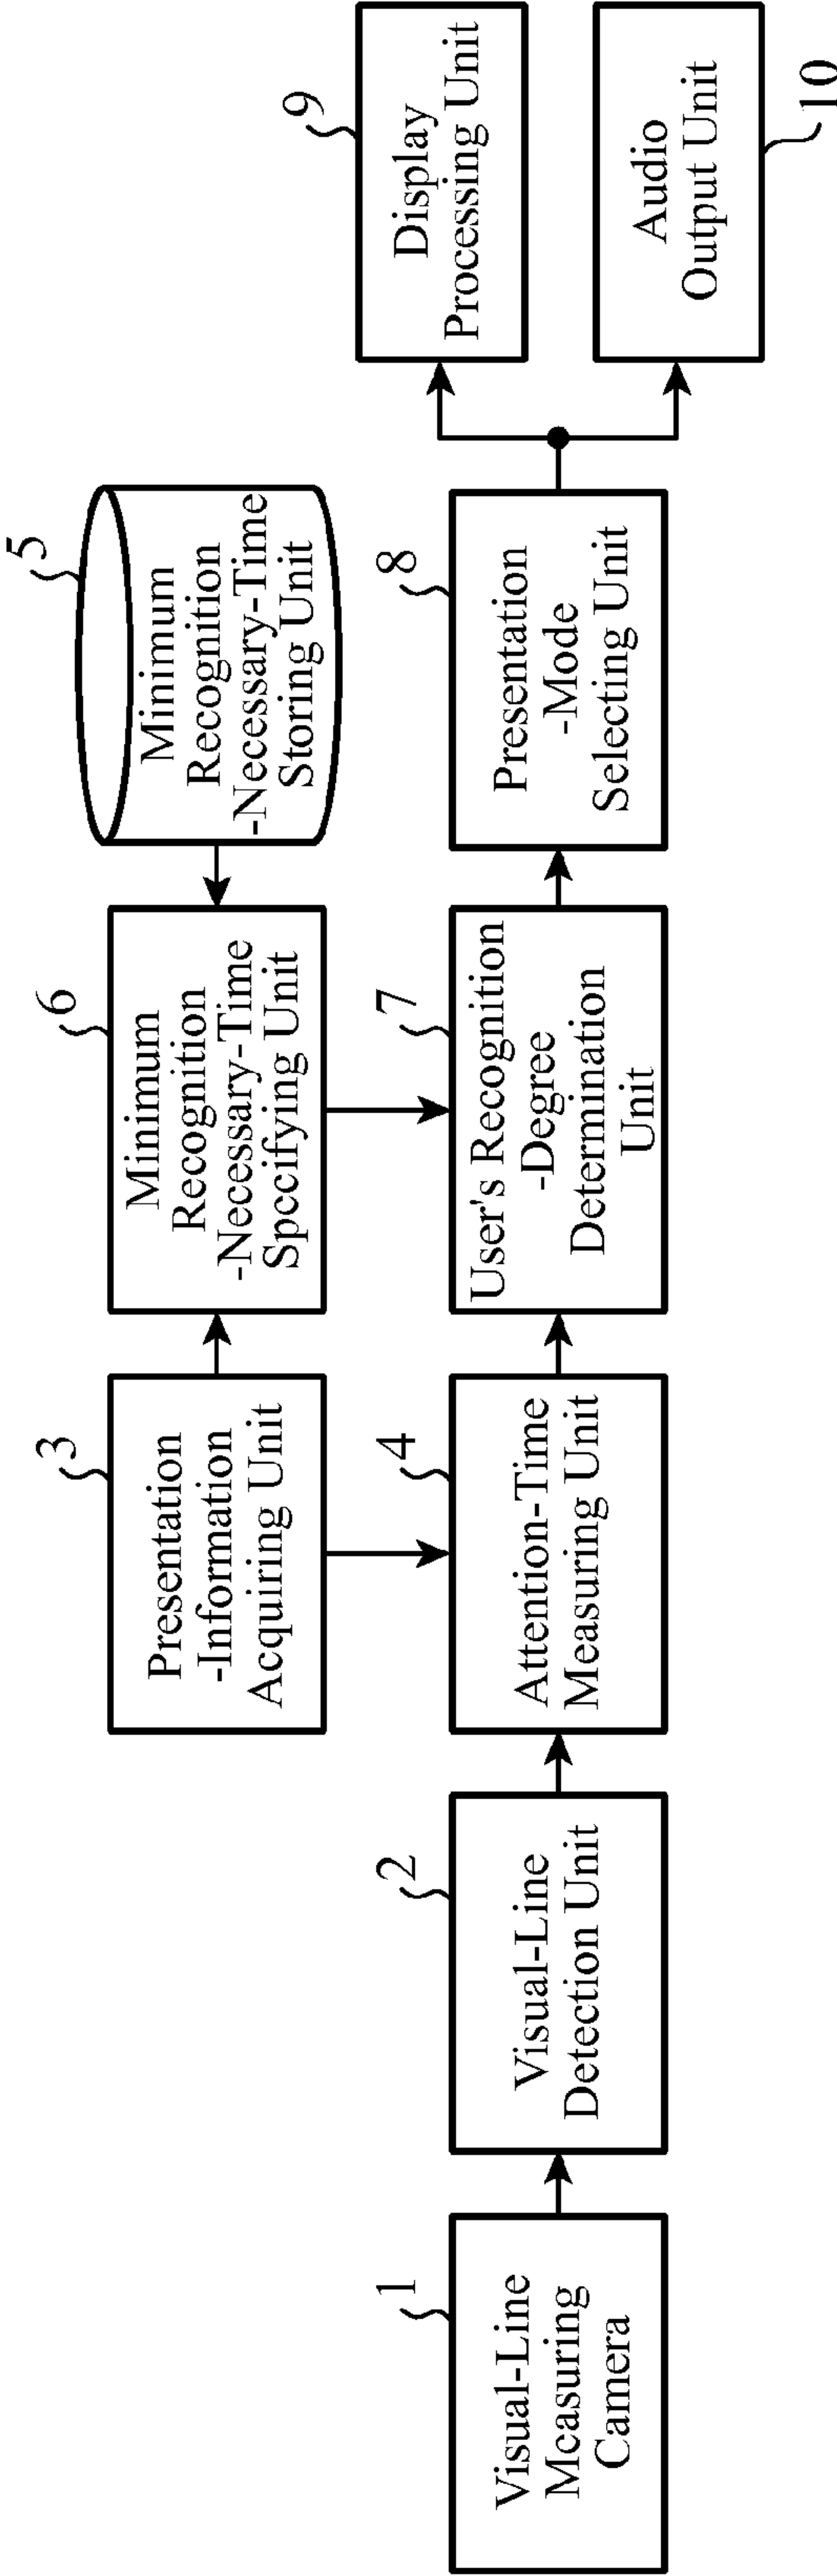 1
Visual-Line
Measuring
Camera
2
Visual-Line
Detection Unit
3
Presentation
-Information
Acquiring Unit
4
Attention-Time
Measuring Unit
5
Minimum
Recognition
-Necessary-Time
Storing Unit
6
Minimum
Recognition
-Necessary-Time
Specifying Unit
7
User's Recognition
-Degree
Determination
Unit
8
Presentation
-Mode
Selecting Unit
9
Display
Processing Unit
Audio
Output Unit
10